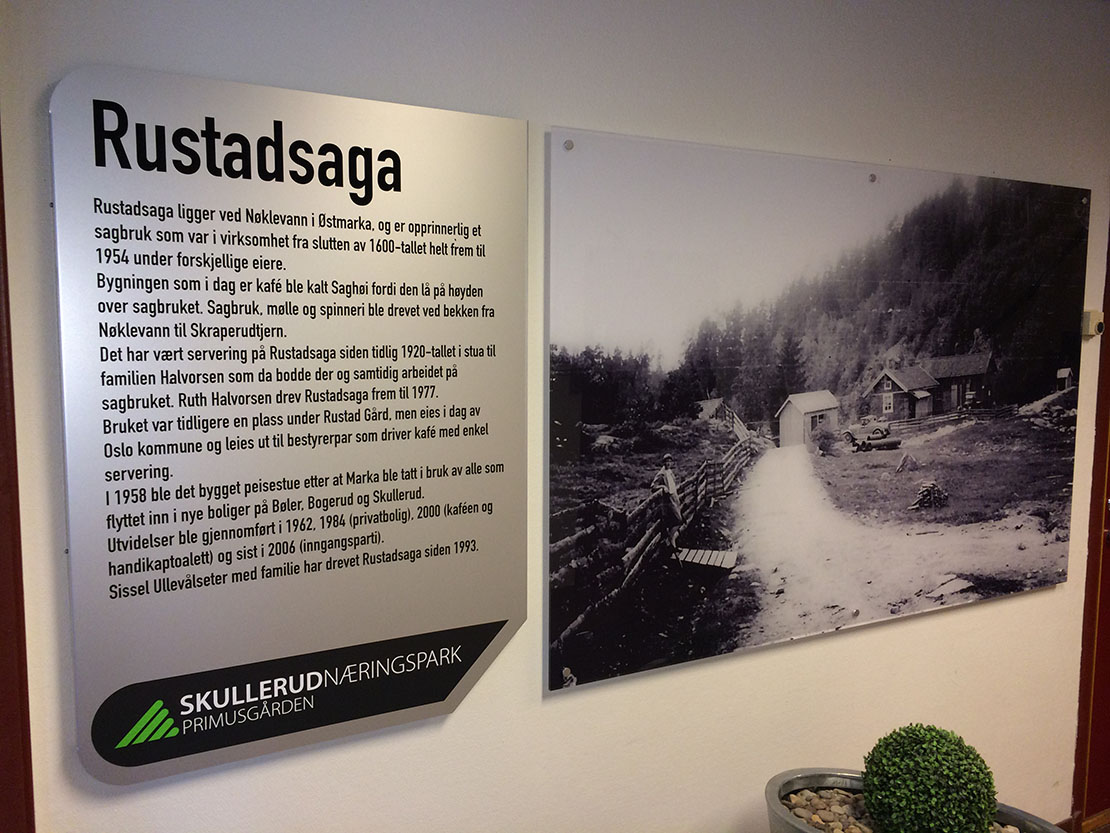 Rustadsaga
Rustadsaga ligger ved Nøklevann i Østmarka, og er opprinnerlig et
sagbruk som var i virksomhet fra slutten av 1600-tallet helt frem til
1954 under forskjellige eiere.
Bygningen som i dag er kafé ble kalt Saghøi fordi den lå på høyden
over sagbruket. Sagbruk, mølle og spinneri ble drevet ved bekken fra
Nøklevann til Skraperudtjern.
Det har vært servering på Rustadsaga siden tidlig 1920-tallet i stua til
familien Halvorsen som da bodde der og samtidig arbeidet på
sagbruket. Ruth Halvorsen drev Rustadsaga frem til 1977.
Bruket var tidligere en plass under Rustad Gård, men eies i dag av
Oslo kommune og leies ut til bestyrerpar som driver kafé med enkel
servering.
I 1958 ble det bygget peisestue etter at Marka ble tatt i bruk av alle som
flyttet inn i nye boliger på Bøler, Bogerud og Skullerud.
Utvidelser ble gjennomført i 1962, 1984 (privatbolig), 2000 (kaféen og
handikaptoalett) og sist i 2006 (inngangsparti).
Sissel Ullevålseter med familie har drevet Rustadsaga siden 1993.
SKULLERUDNÆRINGSPARK
PRIMUSGÅRDEN